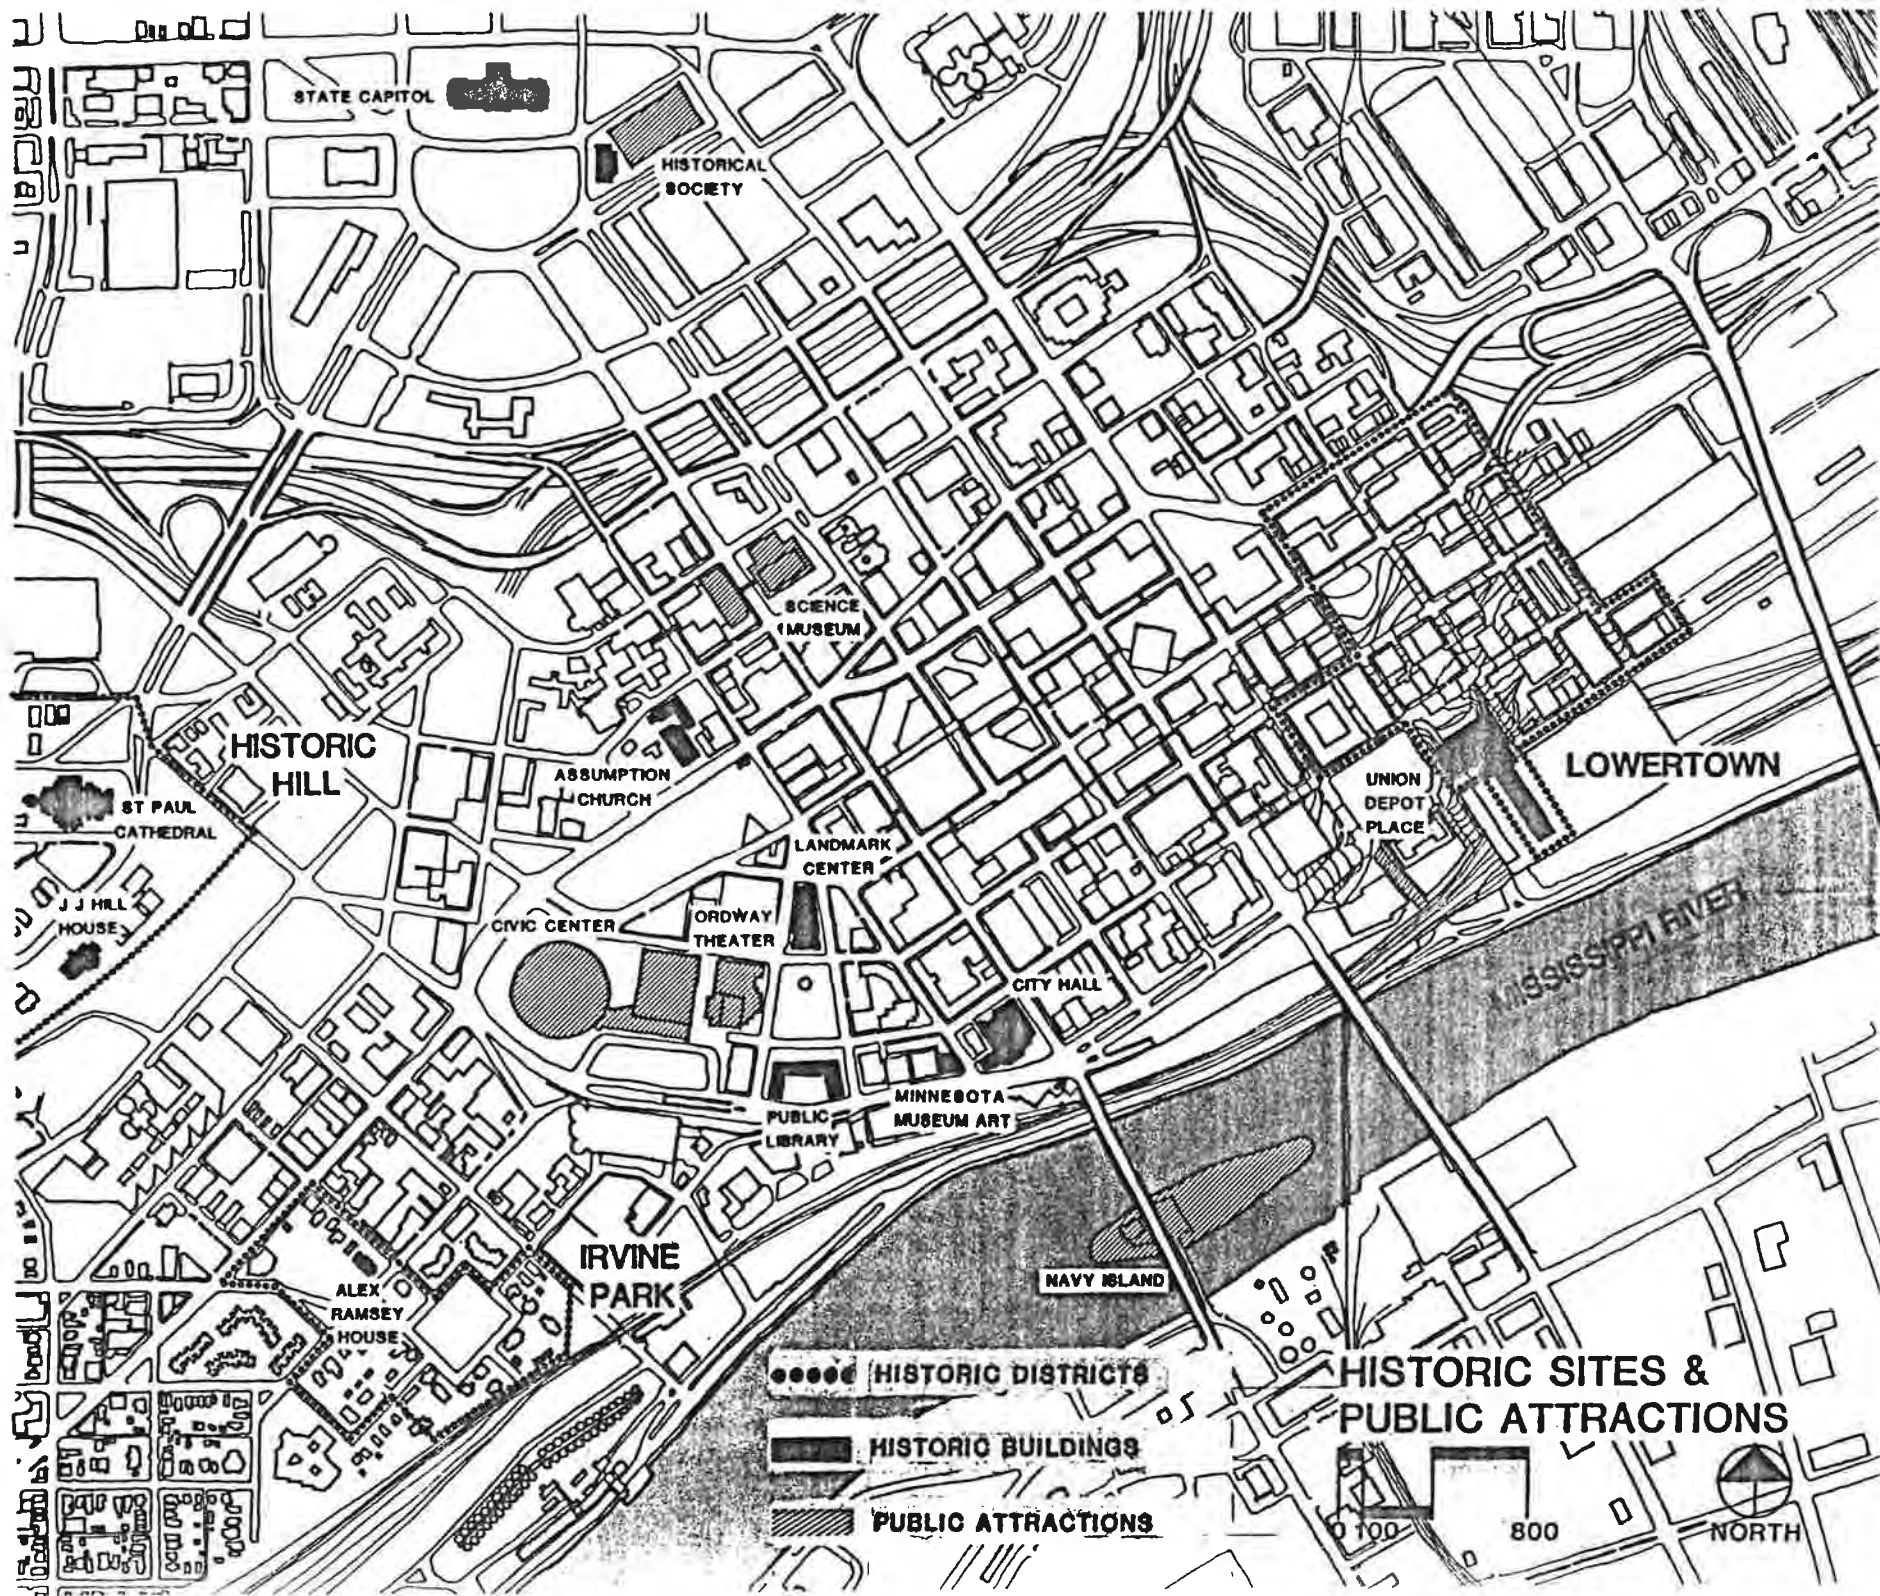 STATE CAPITOL
HISTORICAL
SOCIETY
SCIENCE
MUSEUM
HISTORIC
HILL
ASSUMPTION
CHURCH
ST PAUL
CATHEDRAL
UNION
DEPOT
PLACE
LOWERTOWN
LANDMARK
CENTER
J J HILL
HOUSE
CIVIC CENTER
ORDWAY
THEATER
MISSISSIPPI RIVER
CITY HALL
MINNESOTA
MUSEUM ART
PUBLIC
LIBRARY
IRVINE
PARK
NAVY ISLAND
ALEX
RAMSEY
HOUSE
HISTORIC DISTRICTS
HISTORIC BUILDINGS
PUBLIC ATTRACTIONS
HISTORIC SITES &
PUBLIC ATTRACTIONS
0 100 800
NORTH